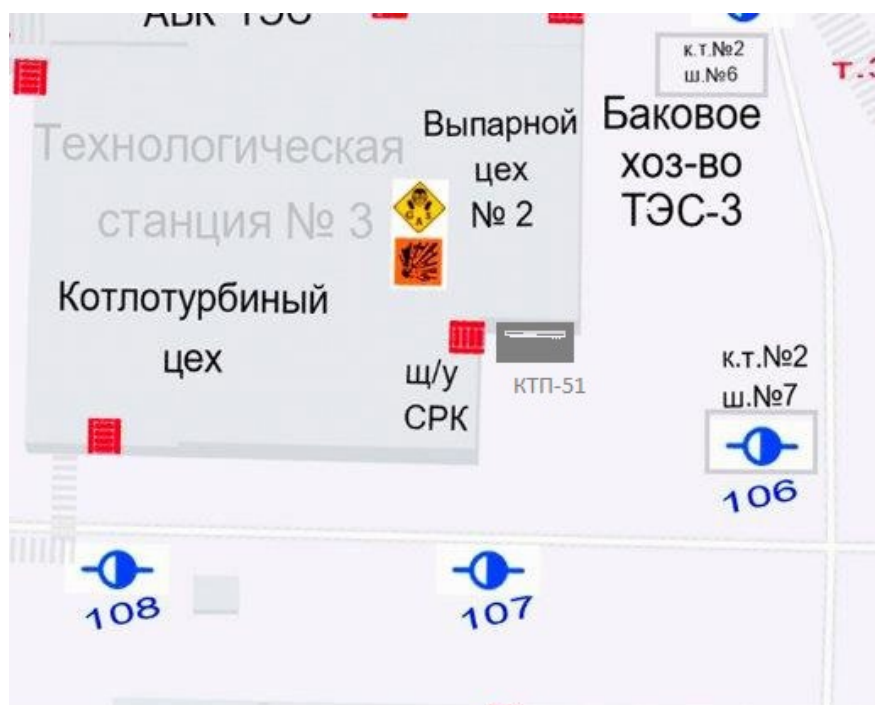 АБК ТЭС
к.т.№2
ш.№6
т.
Баковое
хоз-во
ТЭС-3
Выпарной
цех
№ 2
Технологическая
станция № 3
GAS
Котлотурбиный
цех
щ/у
СРК
КТП-51
к.т.№2
ш.№7
106
108
107